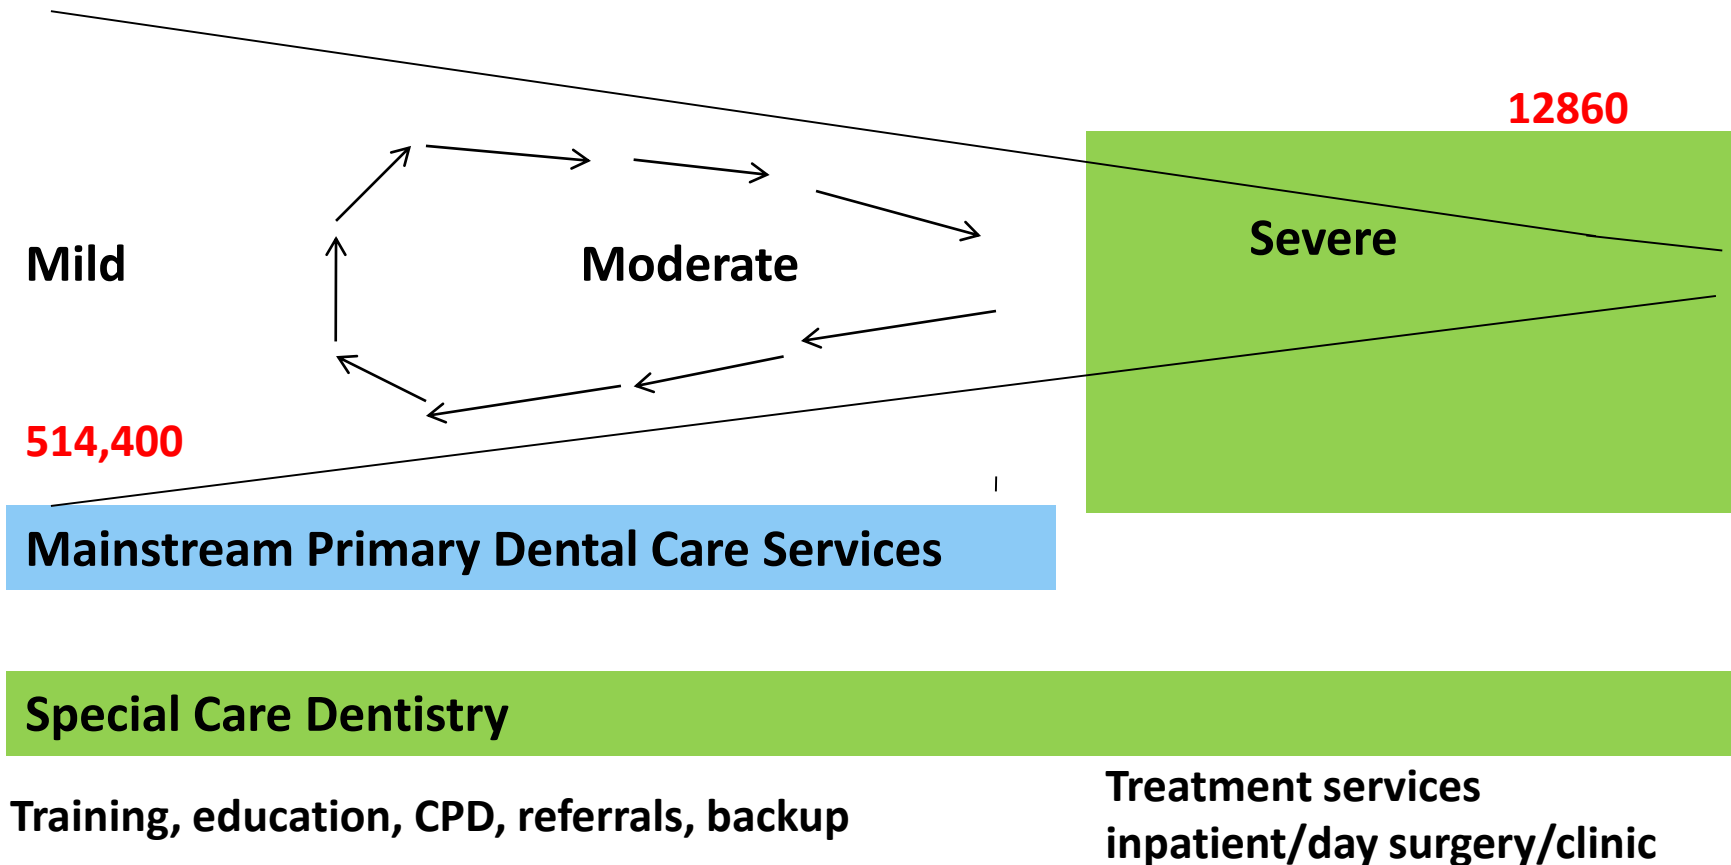 12860
Severe
Mild
Moderate
514,400
Mainstream Primary Dental Care Services
Special Care Dentistry
Training, education, CPD, referrals, backup
Treatment services
inpatient/day surgery/clinic